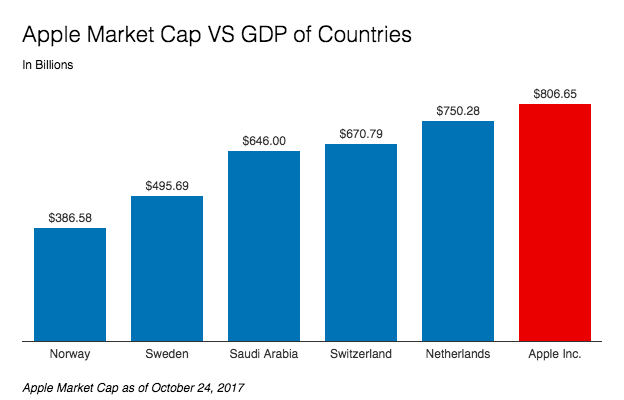 Apple Market Cap VS GDP of Countries
In Billions
$386.58
$495.69
$646.00
$670.79
$750.28
$806.65
Norway
Sweden
Saudi Arabia
Switzerland
Netherlands
Apple Inc.
Apple Market Cap as of October 24, 2017